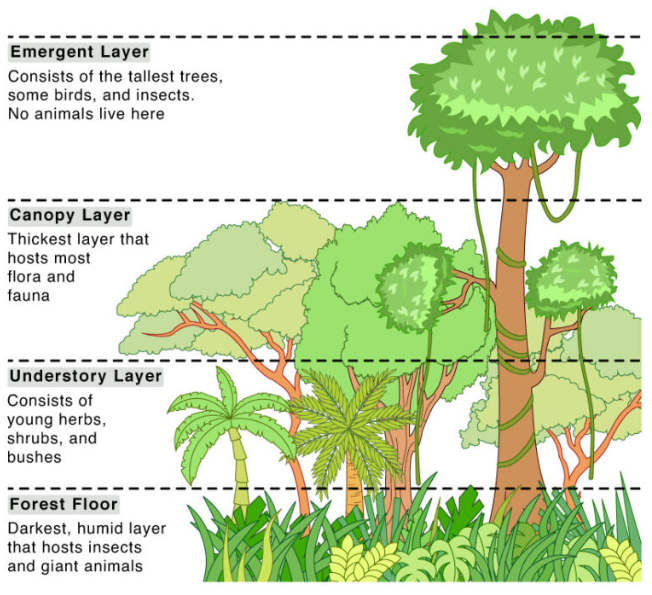 Emergent Layer
Consists of the tallest trees,
some birds, and insects.
No animals live here
Canopy Layer
Thickest layer that
hosts most
flora and
fauna
Understory Layer
Consists of
young herbs,
shrubs, and
bushes
Forest Floor
Darkest, humid layer
that hosts insects
and giant animals